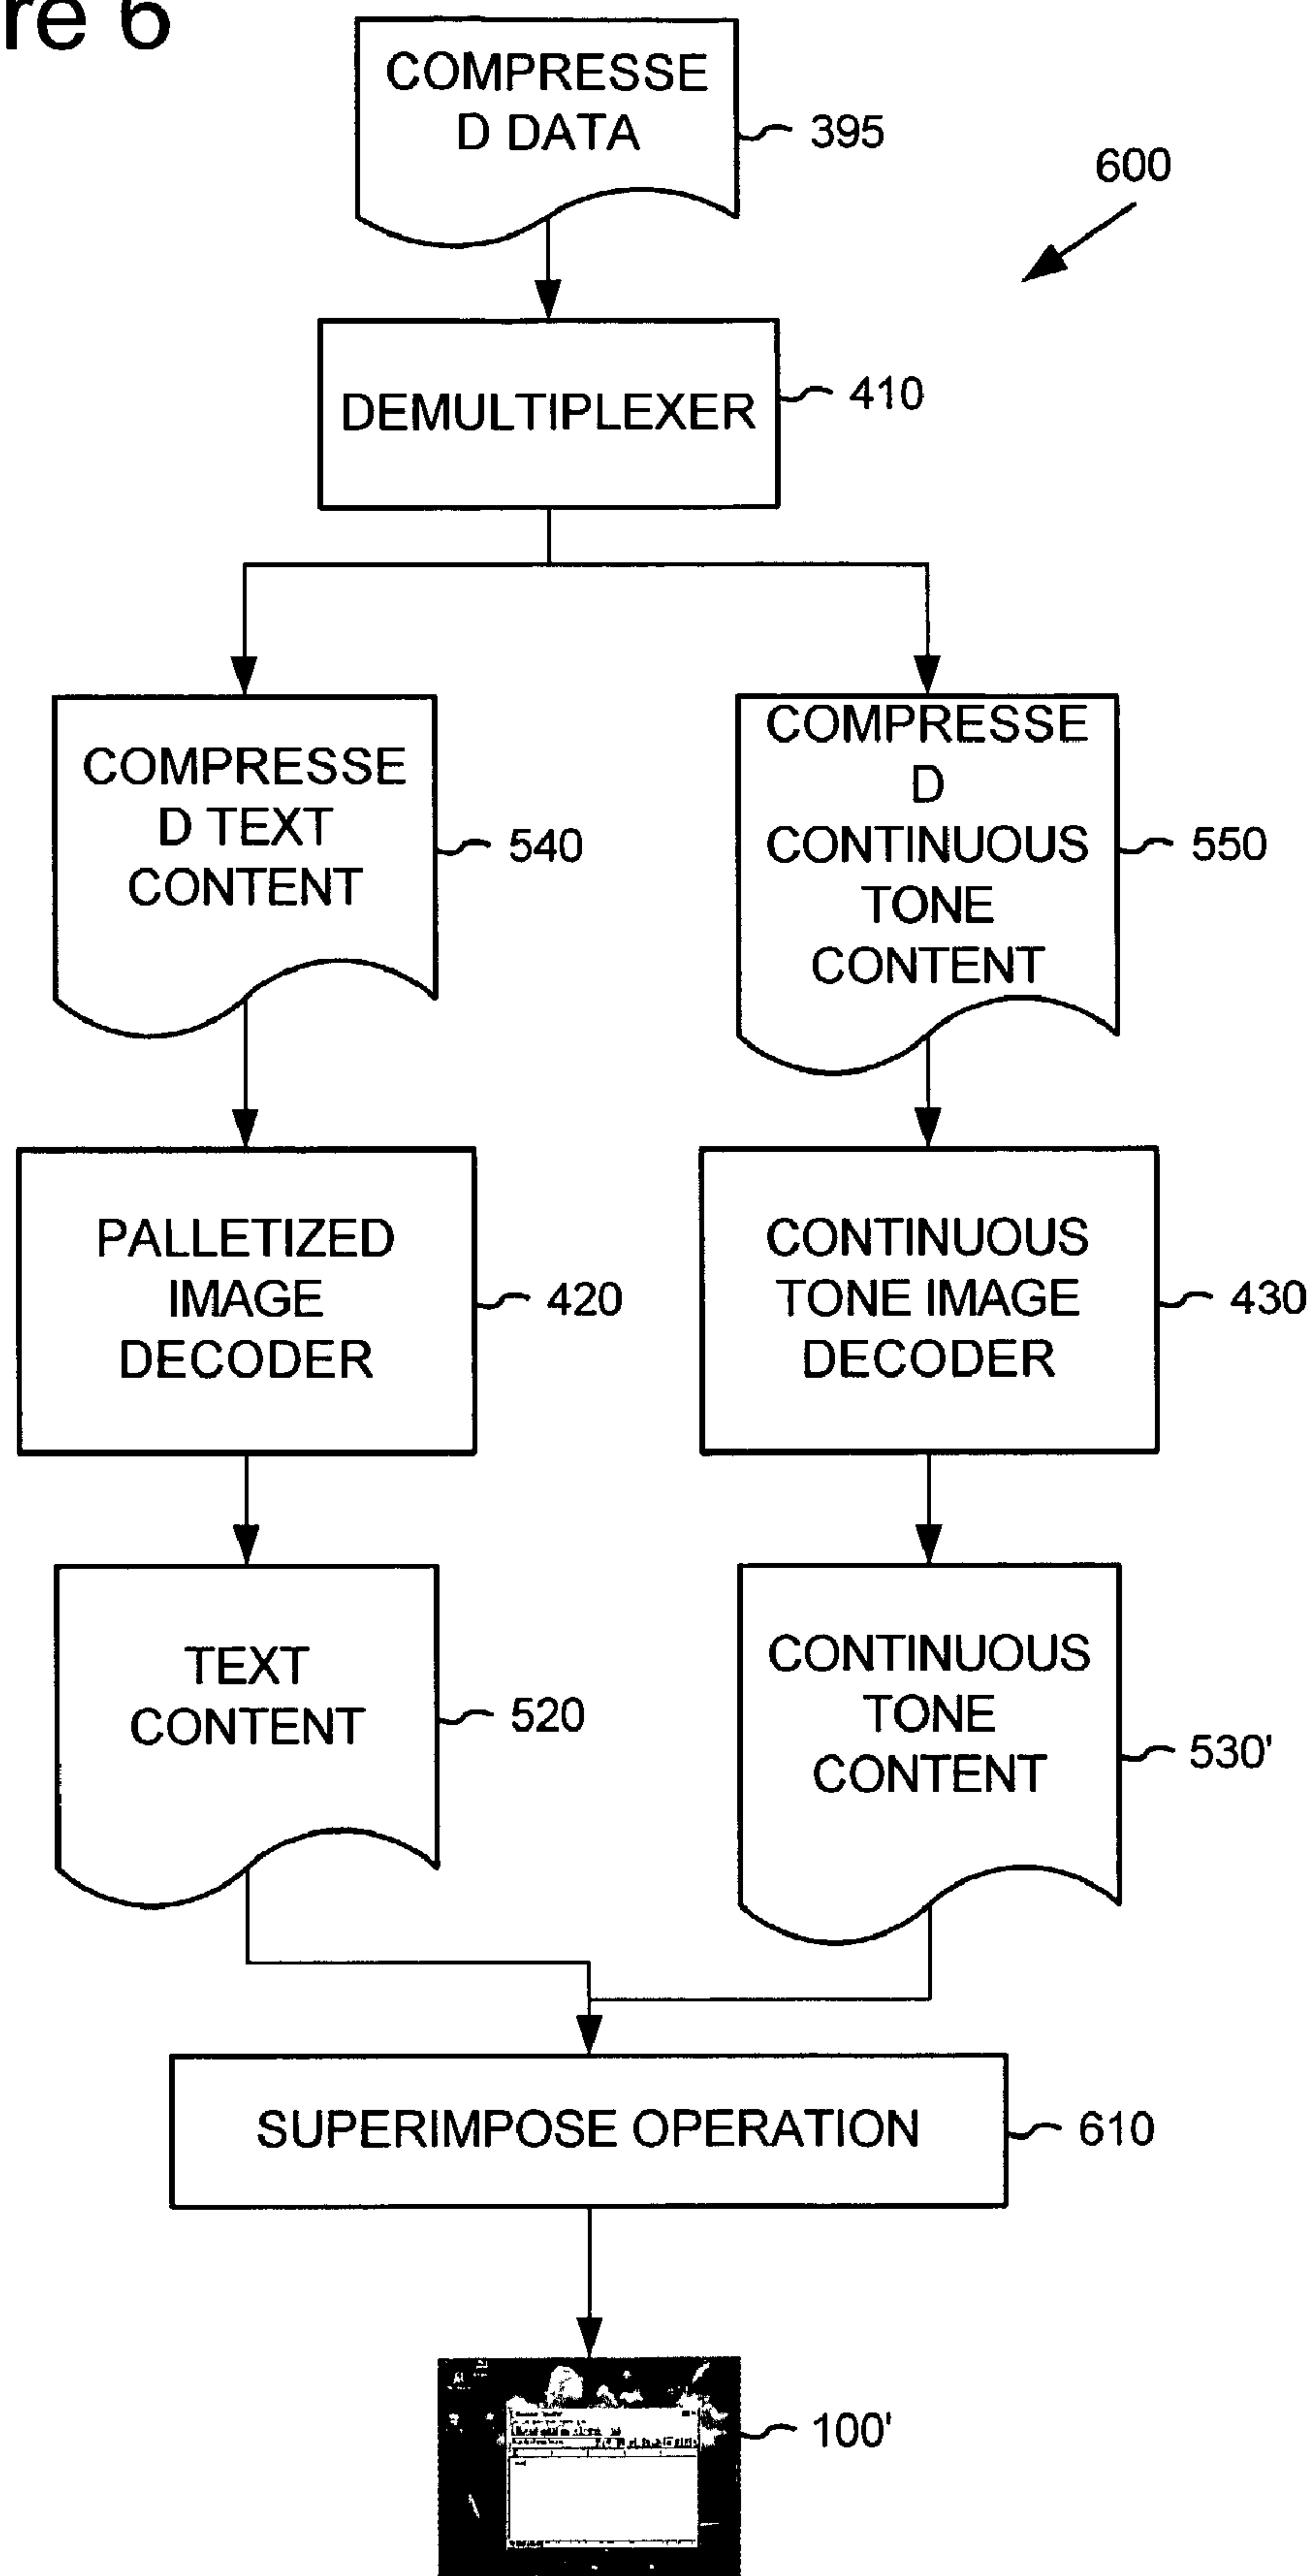 re 6
COMPRESSE
D DATA
395
600
DEMULTIPLEXER
410
COMPRESSE
D TEXT
CONTENT
540
COMPRESSE
D
CONTINUOUS
TONE
CONTENT
550
PALLETIZED
IMAGE
DECODER
420
CONTINUOUS
TONE IMAGE
DECODER
430
TEXT
CONTENT
520
CONTINUOUS
TONE
CONTENT
530'
SUPERIMPOSE OPERATION
610
100'